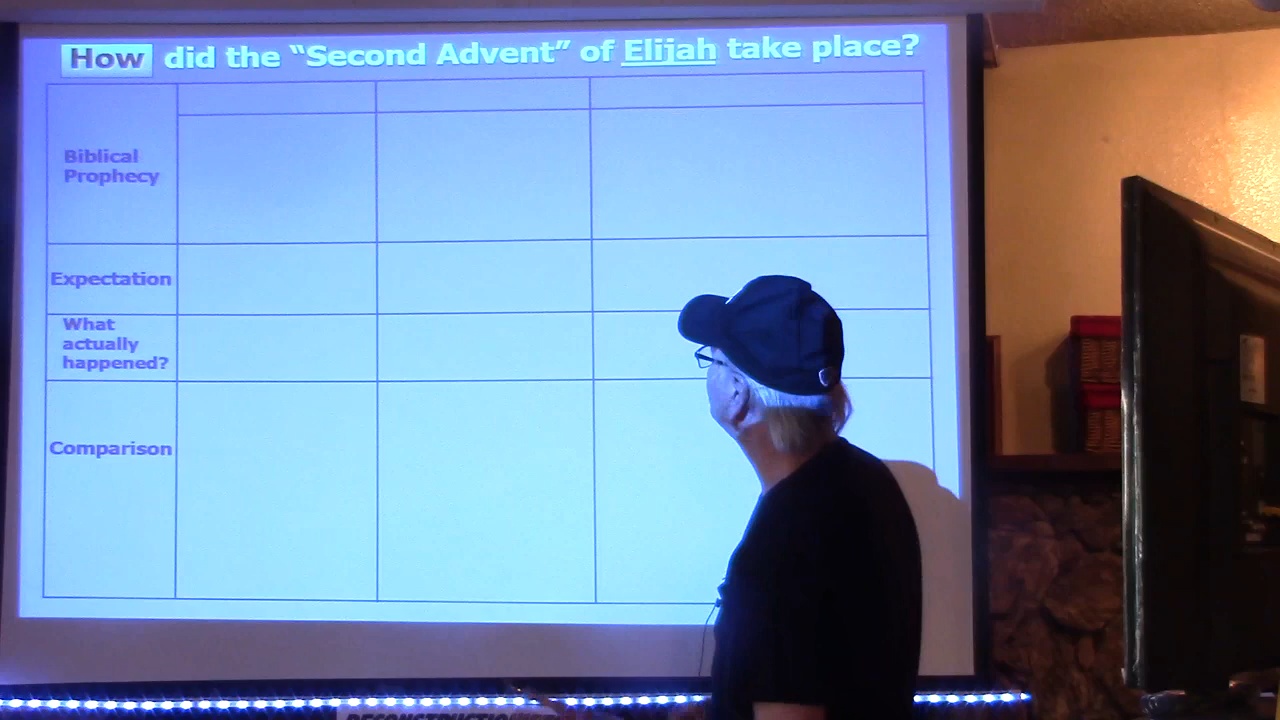 How did the “Second Advent” of Elijah take place?
Biblical
Prophecy
Expectation
What
actually
happened?
Comparison